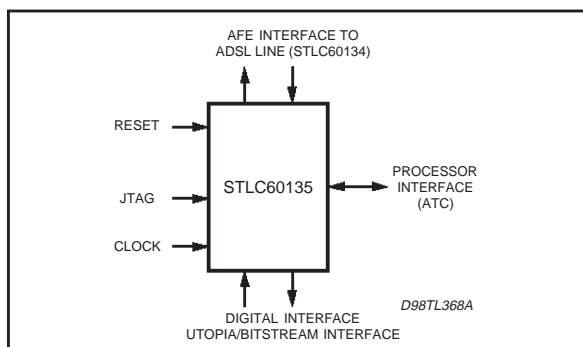 AFE INTERFACE TO
ADSL LINE (STLC60134)
RESET
STLC60135
PROCESSOR
INTERFACE
(ATC)
JTAG
CLOCK
D98TL368A
DIGITAL INTERFACE
UTOPIA/BITSTREAM INTERFACE